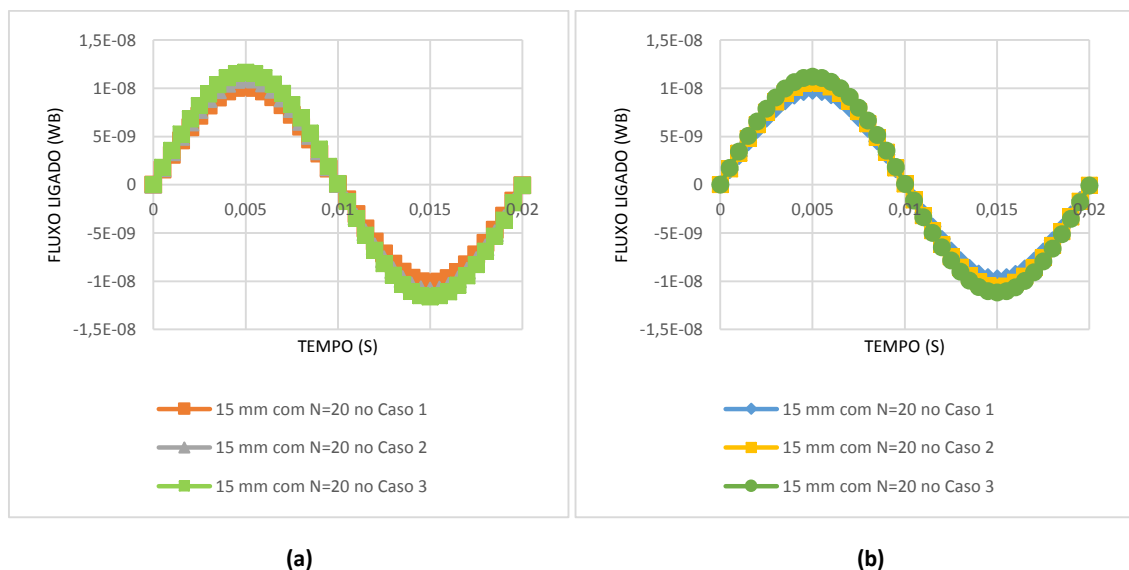 1,5E-08
1E-08
5E-09
0
-5E-09
-1E-08
-1,5E-08
0
0,005
0,01
0,015
0,02
FLUXO LIGADO (WB)
TEMPO (S)
15 mm com N=20 no Caso 1
15 mm com N=20 no Caso 2
15 mm com N=20 no Caso 3
(a)
1,5E-08
1E-08
5E-09
0
-5E-09
-1E-08
-1,5E-08
0
0,005
0,01
0,015
0,02
FLUXO LIGADO (WB)
TEMPO (S)
15 mm com N=20 no Caso 1
15 mm com N=20 no Caso 2
15 mm com N=20 no Caso 3
(b)